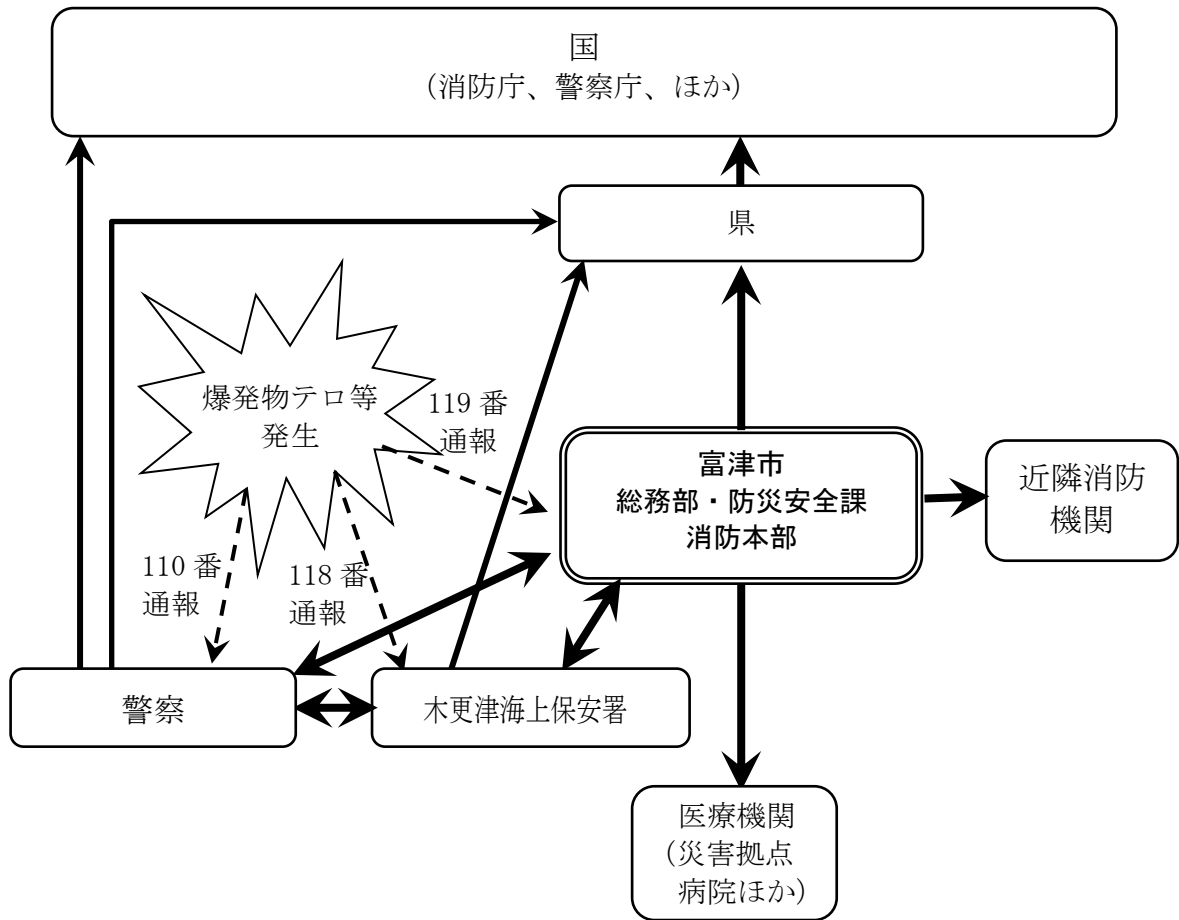 国
（消防庁、警察庁、ほか）
県
爆発物テロ等
発生
119 番
通報
富津市
総務部・防災安全課
消防本部
近隣消防
機関
110 番
通報
118 番
通報
警察
木更津海上保安署
医療機関
（災害拠点
病院ほか）